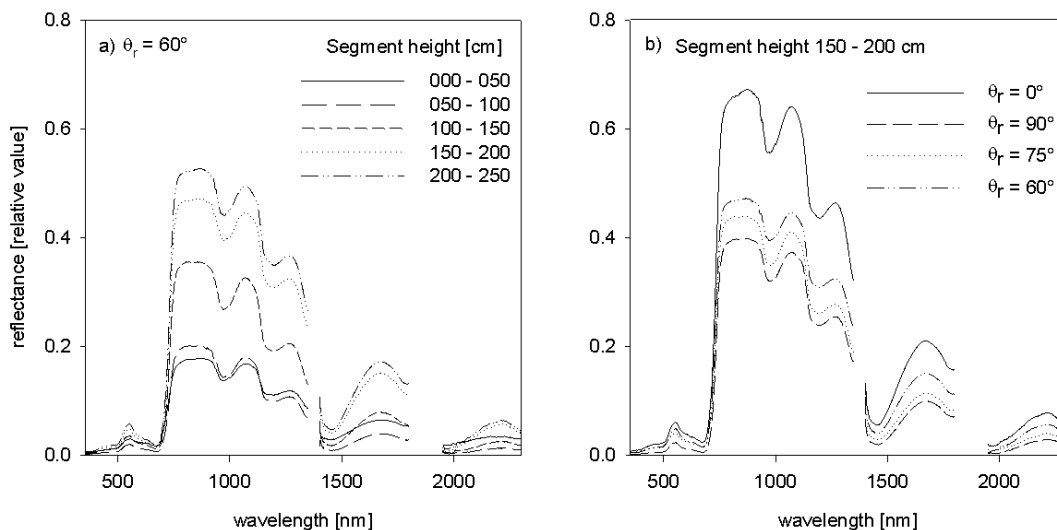 a) θr = 60°
Segment height [cm]
000 - 050
050 - 100
100 - 150
150 - 200
200 - 250
0.8
0.6
0.4
0.2
0.0
reflectance [relative value]
500
1000
1500
2000
wavelength [nm]
b) Segment height 150 - 200 cm
θr = 0°
θr = 90°
θr = 75°
θr = 60°
0.8
0.6
0.4
0.2
0.0
500
1000
1500
2000
wavelength [nm]